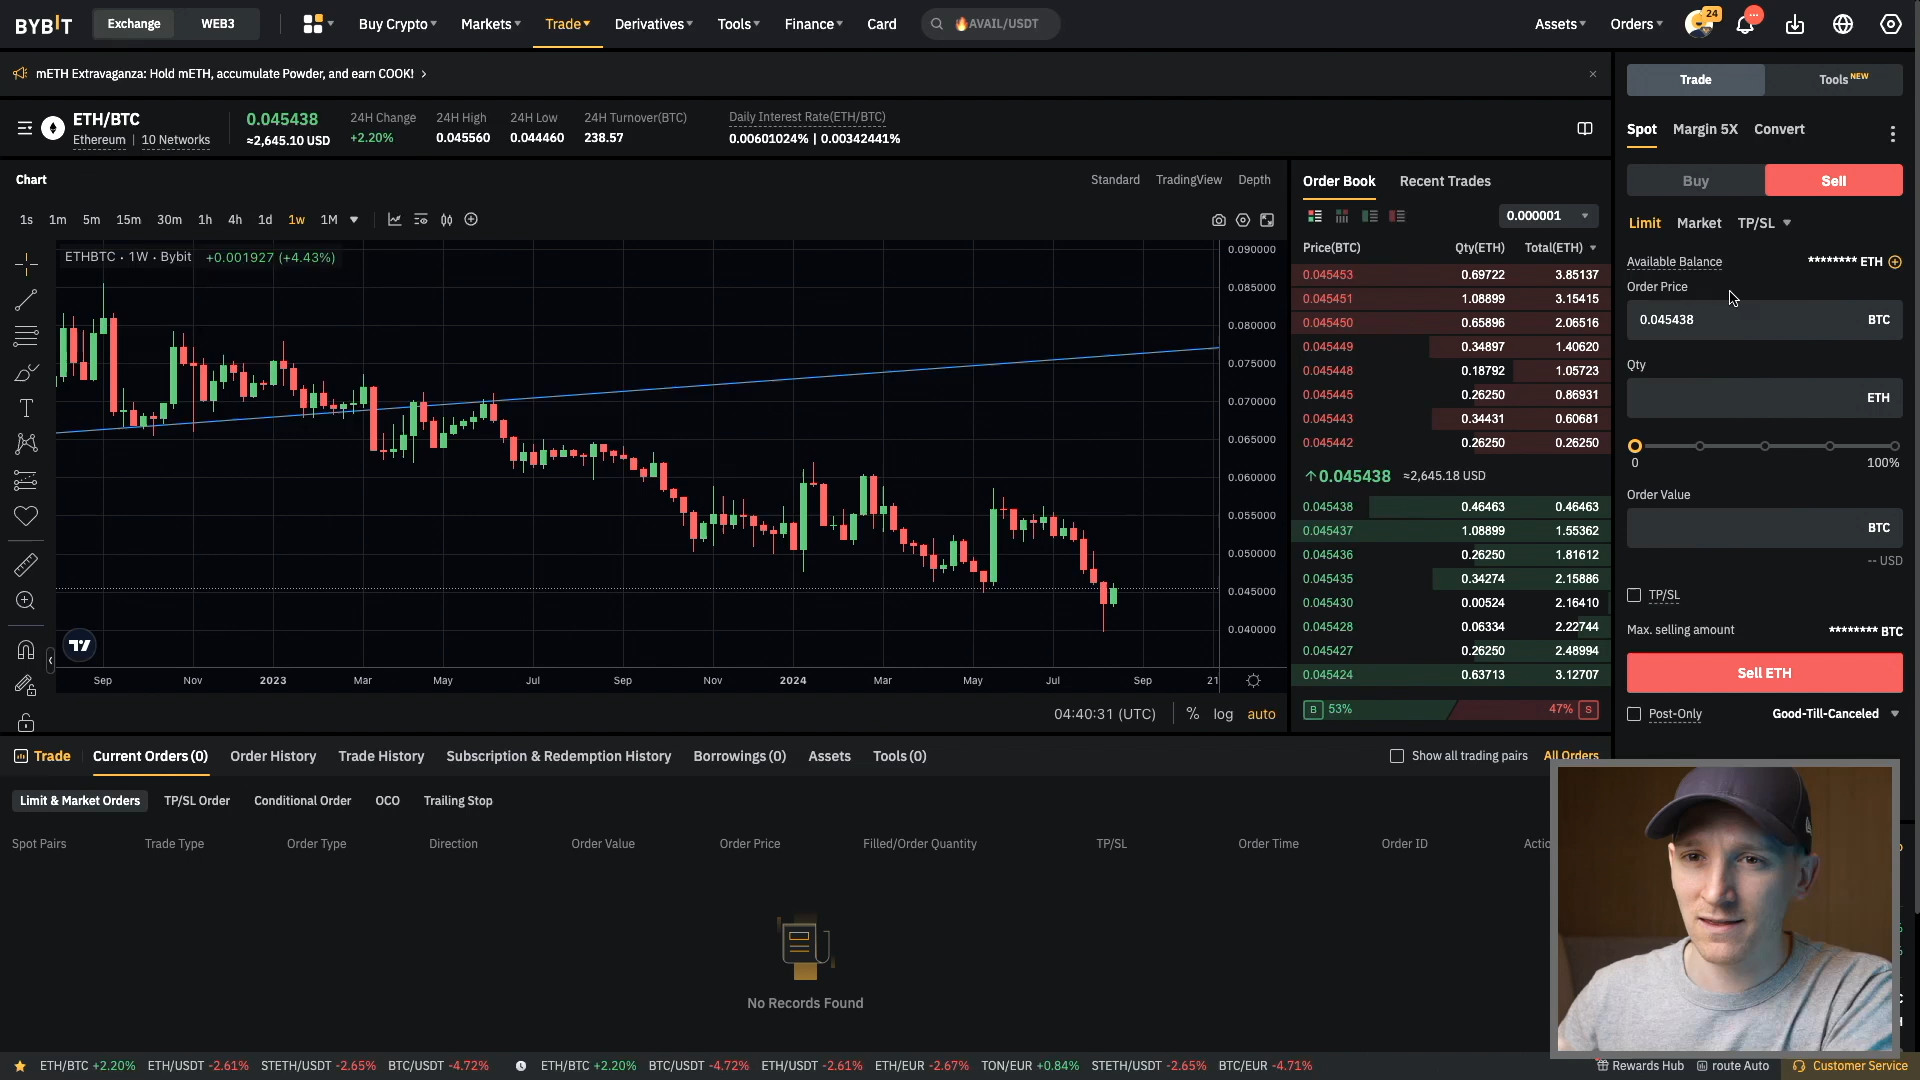 BYBIT Exchange WEB3 Buy Crypto Markets Trade Derivatives Tools Finance Card AVAIL/USDT Assets Orders 24
mETH Extravaganza: Hold mETH, accumulate Powder, and earn COOK!
ETH/BTC
Ethereum | 10 Networks
0.045438
≈2,645.10 USD
24H Change
+2.20%
24H High
0.045560
24H Low
0.044460
24H Turnover(BTC)
238.57
Daily Interest Rate(ETH/BTC)
0.00601024% | 0.00342441%
Chart
Standard TradingView Depth
1s 1m 5m 15m 30m 1h 4h 1d 1w 1M
ETHBTC · 1W · Bybit +0.001927 (+4.43%)
0.090000
0.085000
0.080000
0.075000
0.070000
0.065000
0.060000
0.055000
0.050000
0.045000
0.040000
Sep Nov 2023 Mar May Jul Sep Nov 2024 Mar May Jul Sep 21
04:40:31 (UTC) % log auto
Order Book Recent Trades
0.000001
Price(BTC) Qty(ETH) Total(ETH)
0.045453 0.69722 3.85137
0.045451 1.08899 3.15415
0.045450 0.65896 2.06516
0.045449 0.34897 1.40620
0.045448 0.18792 1.05723
0.045445 0.26250 0.86931
0.045443 0.34431 0.60681
0.045442 0.26250 0.26250
↑0.045438 ≈2,645.18 USD
0.045438 0.46463 0.46463
0.045437 1.08899 1.55362
0.045436 0.26250 1.81612
0.045435 0.34274 2.15886
0.045430 0.00524 2.16410
0.045428 0.06334 2.22744
0.045427 0.26250 2.48994
0.045424 0.63713 3.12707
B 53% 47% S
Trade Tools NEW
Spot Margin 5X Convert
Buy Sell
Limit Market TP/SL
Available Balance ******** ETH
Order Price
0.045438 BTC
Qty
ETH
0 100%
Order Value
BTC
-- USD
TP/SL
Max. selling amount ******** BTC
Sell ETH
Post-Only Good-Till-Canceled
Trade Current Orders (0) Order History Trade History Subscription & Redemption History Borrowings (0) Assets Tools (0) Show all trading pairs All Orders
Limit & Market Orders TP/SL Order Conditional Order OCO Trailing Stop
Spot Pairs Trade Type Order Type Direction Order Value Order Price Filled/Order Quantity TP/SL Order Time Order ID Actio
No Records Found
ETH/BTC +2.20% ETH/USDT -2.61% STETH/USDT -2.65% BTC/USDT -4.72% ETH/BTC +2.20% BTC/USDT -4.72% ETH/USDT -2.61% ETH/EUR -2.67% TON/EUR +0.84% STETH/USDT -2.65% BTC/EUR -4.71% Rewards Hub route Auto Customer Service